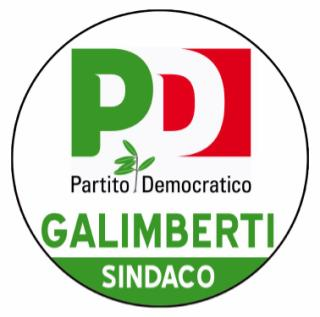 PD
Partito Democratico
GALIMBERTI
SINDACO